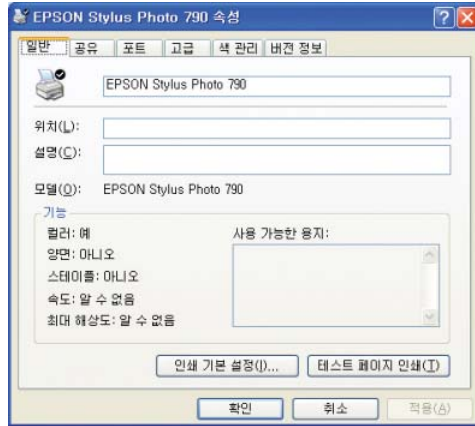 EPSON Stylus Photo 790 속성
일반 공유 포트 고급 색 관리 버전 정보
EPSON Stylus Photo 790
위치(L):
설명(C):
모델(O): EPSON Stylus Photo 790
기능
컬러: 예 사용 가능한 용지:
양면: 아니오
스테이플: 아니오
속도: 알 수 없음
최대 해상도: 알 수 없음
인쇄 기본 설정(I)... 테스트 페이지 인쇄(T)
확인 취소 적용(A)